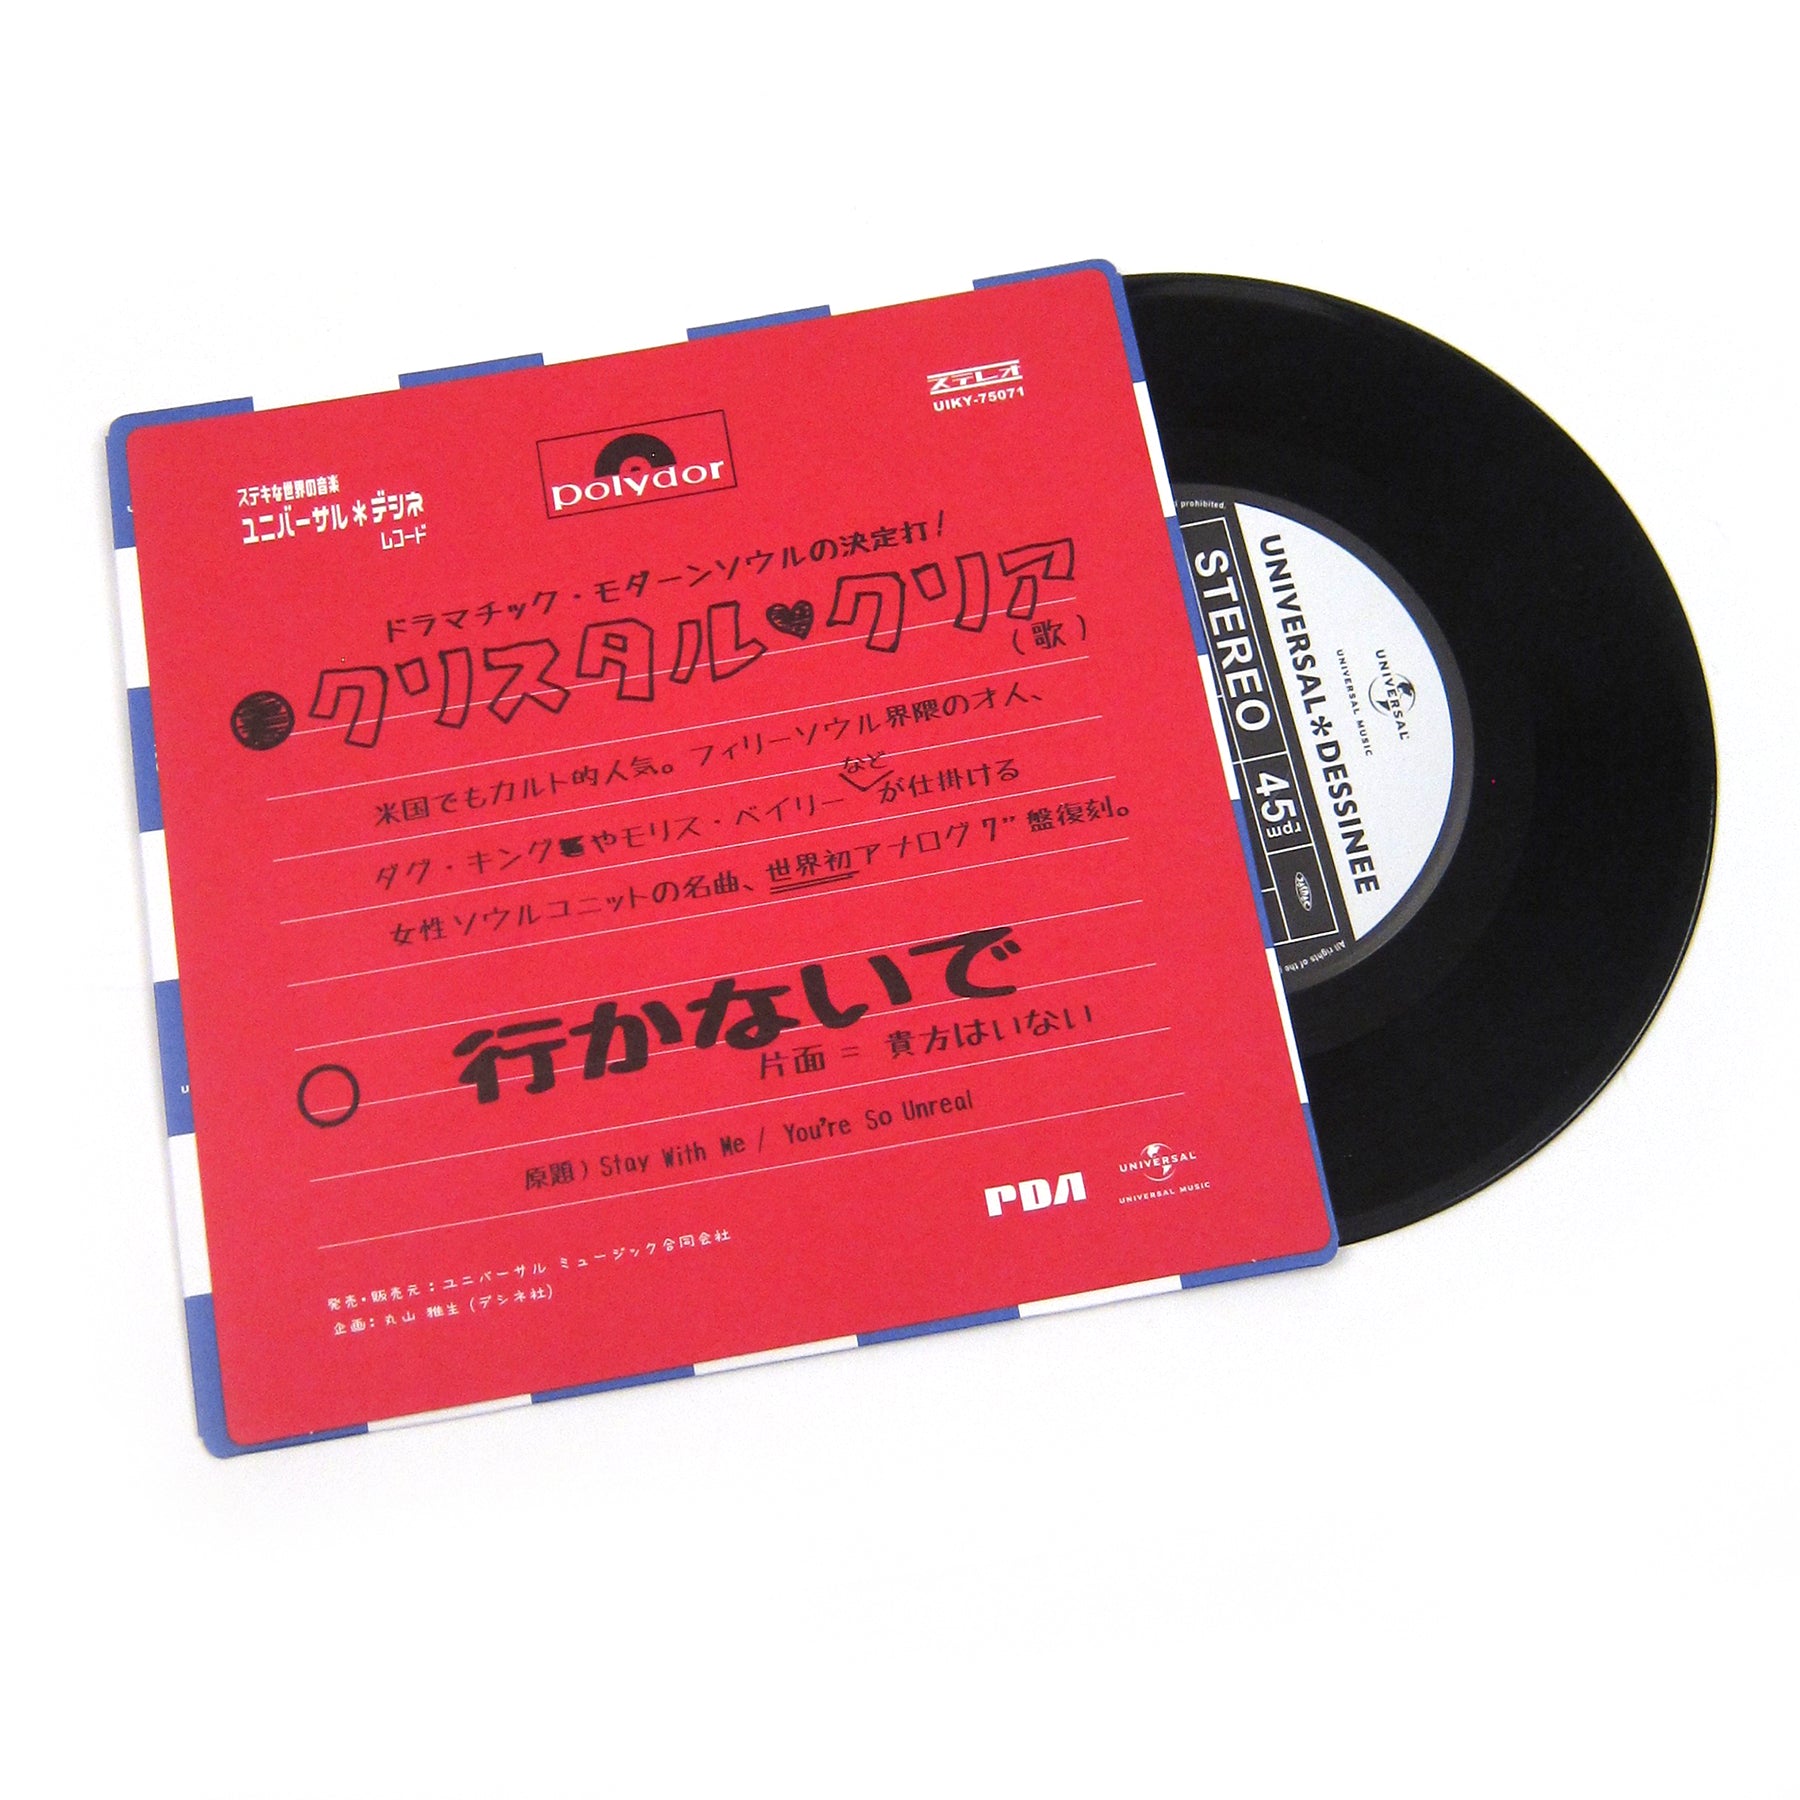 ステレオ
UIKY-75071
polydor
ステキな世界の音楽
ユニバーサル＊デシネ
レコード
ドラマチック・モダーンソウルの決定打！
クリスタル♥クリア
（歌）
米国でもカルト的人気。フィリーソウル界隈のオ人、
など
ダグ・キングやモリス・ベイリーが仕掛ける
女性ソウルユニットの名曲、世界初アナログ7"盤復刻。
行かないで
片面 = 貴方はいない
原題）Stay With Me / You're So Unreal
PDA
UNIVERSAL
UNIVERSAL MUSIC
発売・販売元：ユニバーサル ミュージック合同会社
企画：丸山 雅生（デシネ社）
prohibited.
STEREO
45 rpm
UNIVERSAL＊DESSINEE
UNIVERSAL
UNIVERSAL MUSIC
All rights of the